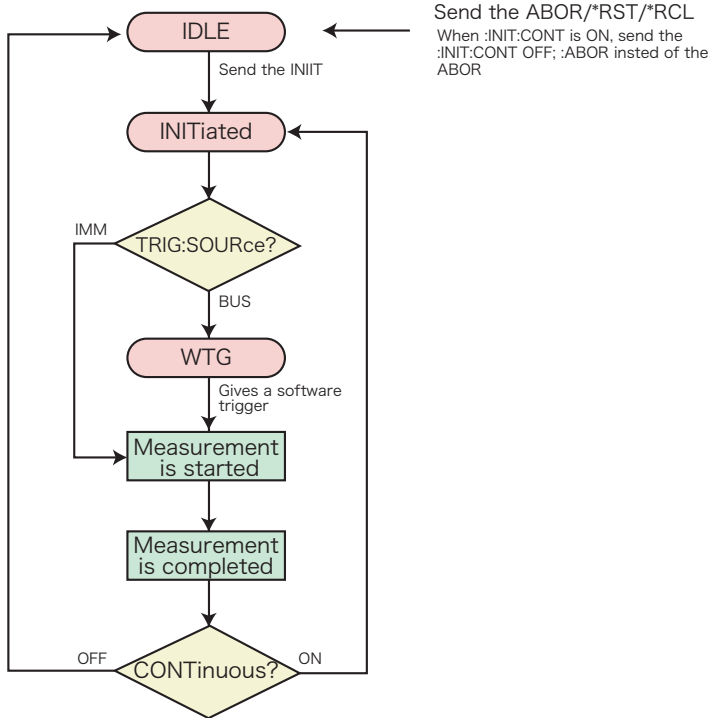 IDLE
Send the ABOR/*RST/*RCL
When :INIT:CONT is ON, send the
:INIT:CONT OFF; :ABOR insted of the
ABOR
Send the INIIT
INITiated
TRIG:SOURce?
IMM
BUS
WTG
Gives a software
trigger
Measurement
is started
Measurement
is completed
CONTinuous?
OFF
ON